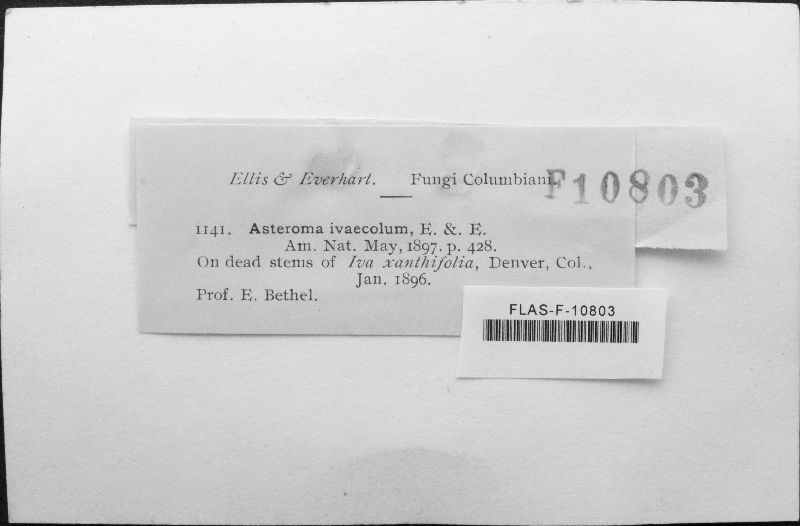 Ellis & Everhart. Fungi Columbiani.
F10803
1141. Asteroma ivaecolum, E. &. E.
Am. Nat. May, 1897. p. 428.
On dead stems of Iva xanthifolia, Denver, Col.,
Jan. 1896.
Prof. E. Bethel.
FLAS-F-10803